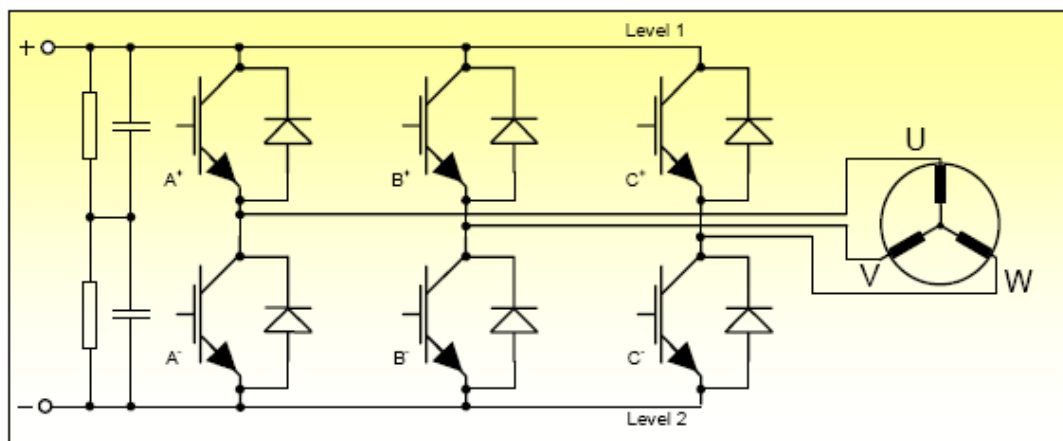 +
Level 1
A+
B+
C+
U
V
W
A-
B-
C-
−
Level 2